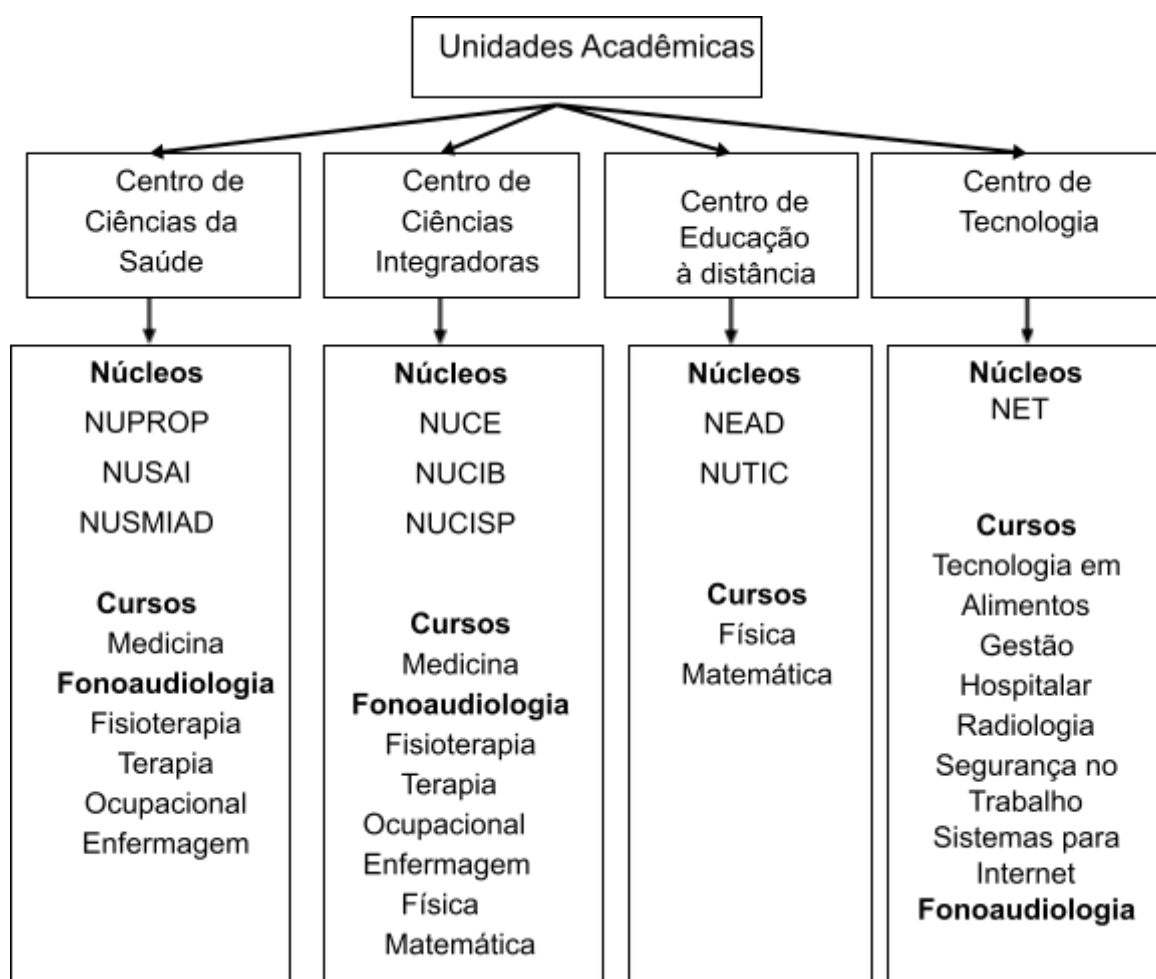 Unidades Acadêmicas
Centro de
Ciências da
Saúde
Centro de
Ciências
Integradoras
Centro de
Educação
à distância
Centro de
Tecnologia
Núcleos
NUPROP
NUSAI
NUSMIAD
Cursos
Medicina
Fonoaudiologia
Fisioterapia
Terapia
Ocupacional
Enfermagem
Núcleos
NUCE
NUCIB
NUCISP
Cursos
Medicina
Fonoaudiologia
Fisioterapia
Terapia
Ocupacional
Enfermagem
Física
Matemática
Núcleos
NEAD
NUTIC
Cursos
Física
Matemática
Núcleos
NET
Cursos
Tecnologia em
Alimentos
Gestão
Hospitalar
Radiologia
Segurança no
Trabalho
Sistemas para
Internet
Fonoaudiologia